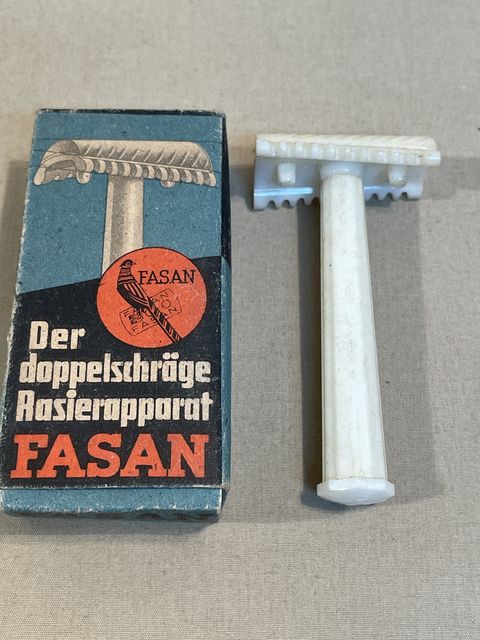 FASAN
Der
doppelschräge
Rasierapparat
FASAN